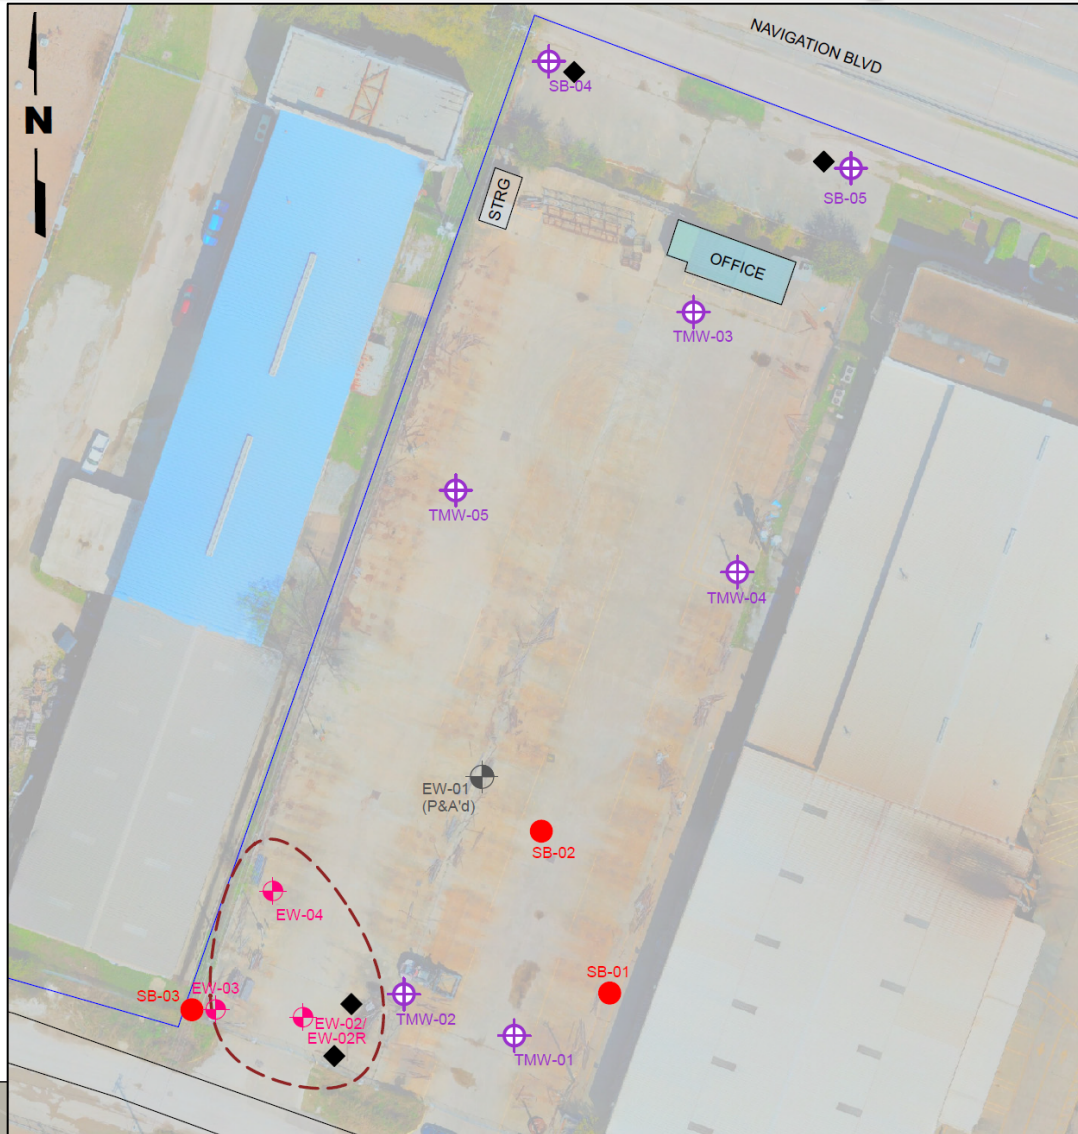 NAVIGATION BLVD
N
SB-04
SB-05
STRG
OFFICE
TMW-03
TMW-05
TMW-04
EW-01
(P&A'd)
SB-02
EW-04
SB-01
EW-03
SB-03
EW-02/
EW-02R
TMW-02
TMW-01